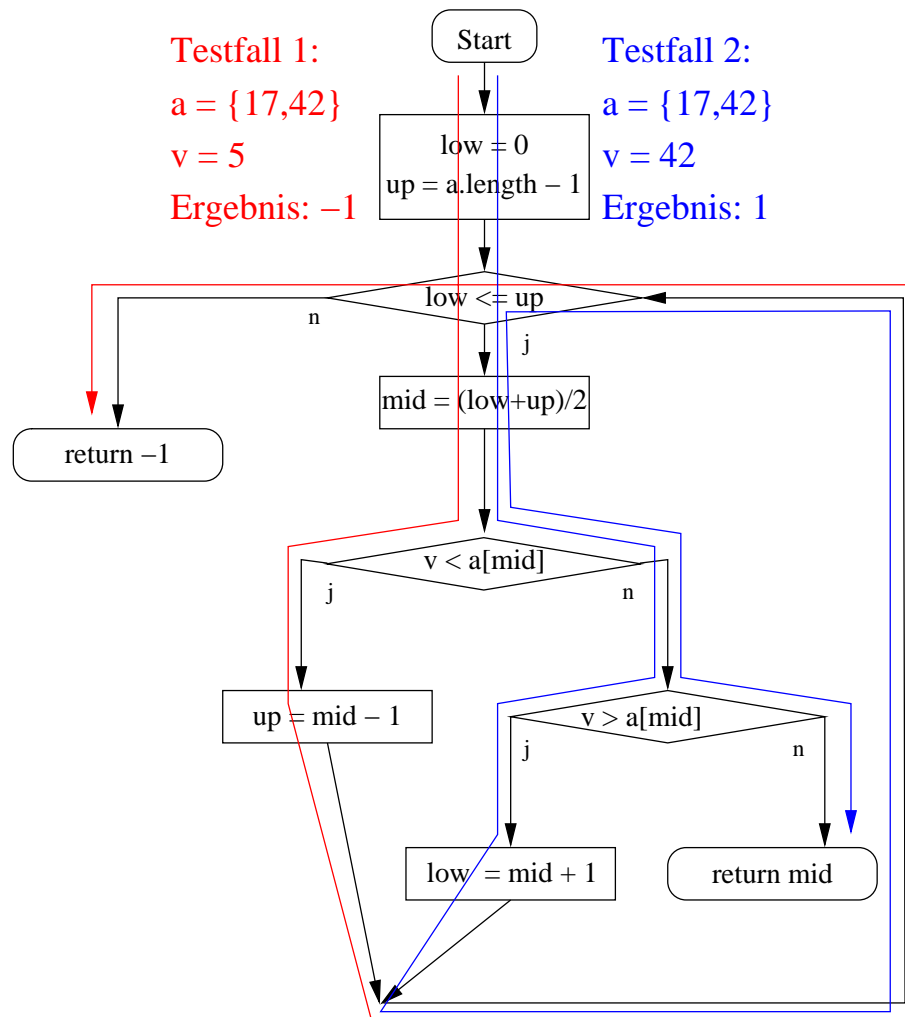 Start
Testfall 1:
a = {17,42}
v = 5
Ergebnis: −1
Testfall 2:
a = {17,42}
v = 42
Ergebnis: 1
low = 0
up = a.length − 1
low <= up
n
j
mid = (low+up)/2
return −1
v < a[mid]
j
n
up = mid − 1
v > a[mid]
j
n
low = mid + 1
return mid